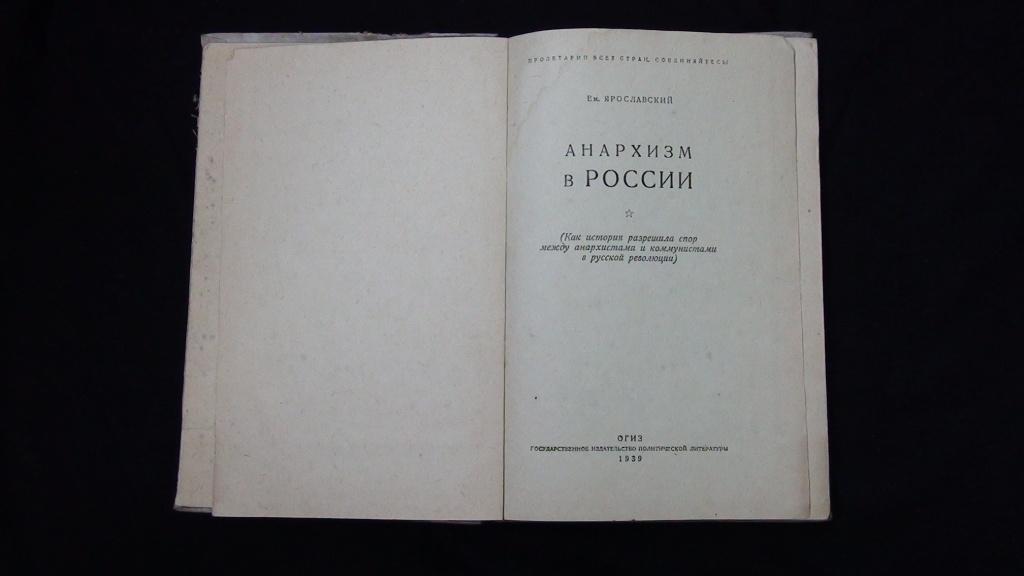 ПРОЛЕТАРИИ ВСЕХ СТРАН, СОЕДИНЯЙТЕСЬ
Ем. ЯРОСЛАВСКИЙ
АНАРХИЗМ
В РОССИИ
☆
(Как история разрешила спор
между анархистами и коммунистами
в русской революции)
ОГИЗ
ГОСУДАРСТВЕННОЕ ИЗДАТЕЛЬСТВО ПОЛИТИЧЕСКОЙ ЛИТЕРАТУРЫ
1939